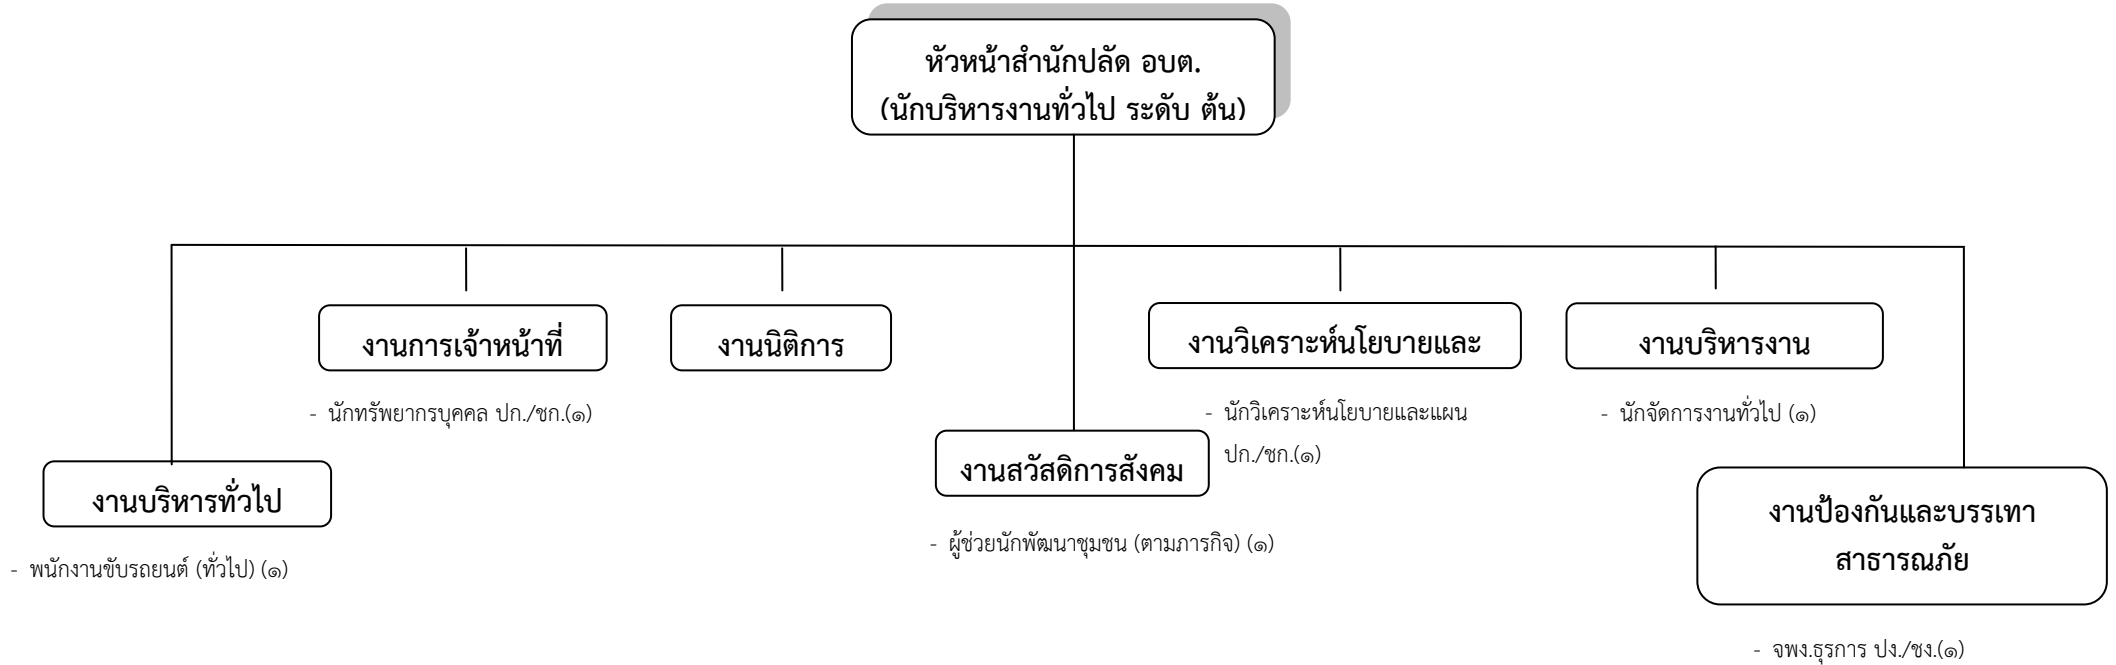 หัวหน้าสำนักปลัด อบต.
(นักบริหารงานทั่วไป ระดับ ต้น)
งานการเจ้าหน้าที่
- นักทรัพยากรบุคคล ปก./ชก.(๑)
งานนิติการ
งานวิเคราะห์นโยบายและ
- นักวิเคราะห์นโยบายและแผน
ปก./ชก.(๑)
งานบริหารงาน
- นักจัดการงานทั่วไป (๑)
งานบริหารทั่วไป
- พนักงานขับรถยนต์ (ทั่วไป) (๑)
งานสวัสดิการสังคม
- ผู้ช่วยนักพัฒนาชุมชน (ตามภารกิจ) (๑)
งานป้องกันและบรรเทา
สาธารณภัย
- จพง.ธุรการ ปง./ชง.(๑)